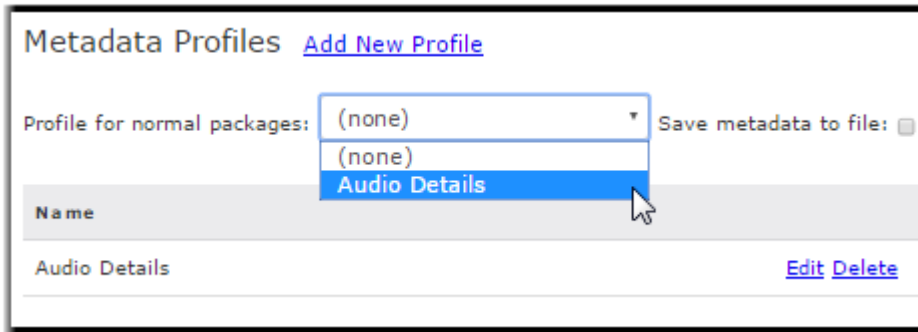 Metadata Profiles Add New Profile
Profile for normal packages: (none) Save metadata to file:
(none)
Audio Details
Name
Audio Details Edit Delete